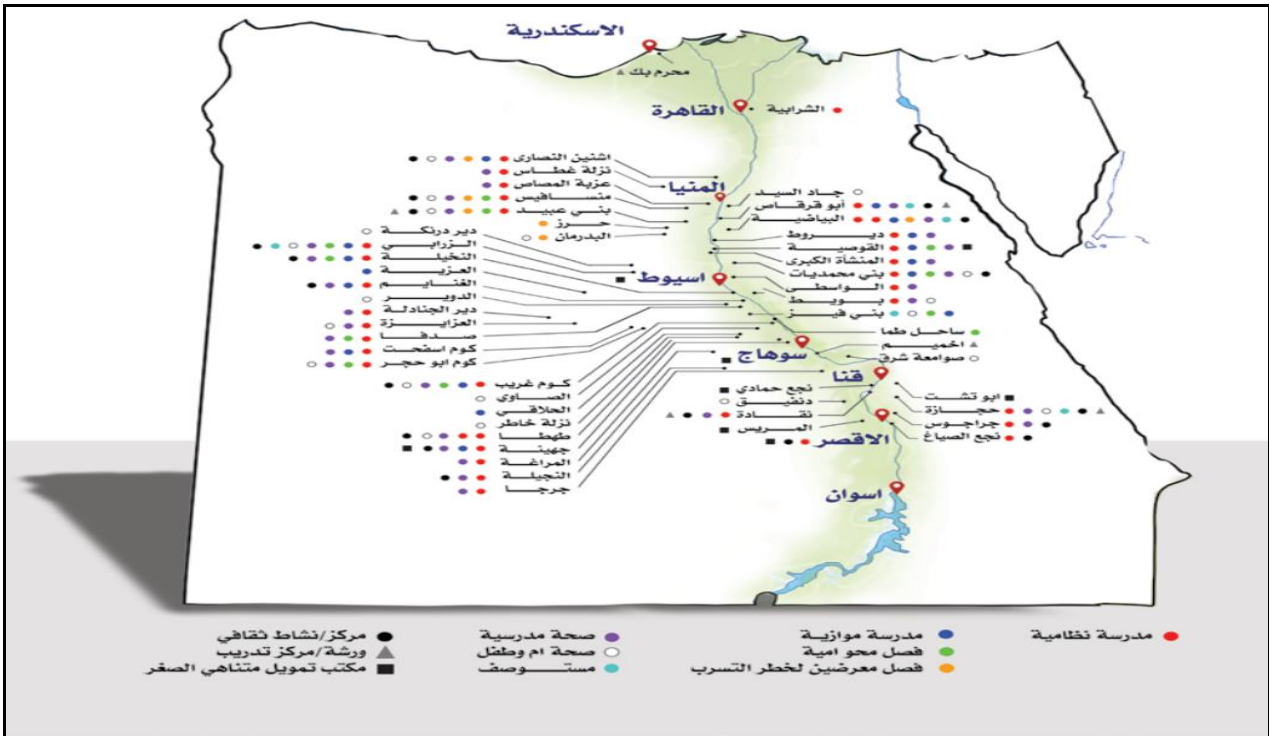 الاسكندرية
محرم بك
القاهرة
الشرابية
المنيا
اشنين النصارى
نزلة غطاس
عزبة المصاص
منسافيس
بني عبيد
حرز
البدرمان
جاد السيد
أبو قرقاص
البياضية
ديروط
القوصية
المنشأة الكبرى
بني محمديات
الواسطى
بويط
بني فيز
اسيوط
دير درنكة
الزرابي
النخيلة
العزية
الغنايم
الدوير
دير الجنادلة
العزايزة
صدفا
كوم اسفحت
كوم ابو حجر
ساحل طما
اخميم
صوامعة شرق
سوهاج
كوم غريب
الصاوي
الحلافي
نزلة خاطر
طهطا
جهينة
المراغة
النجيلة
جرجا
قنا
نجع حمادي
دنفيق
نقادة
المريس
ابو تشت
حجازة
جراجوس
نجع الصياغ
الاقصر
اسوان
مدرسة نظامية
مدرسة موازية
فصل محو امية
فصل معرضين لخطر التسرب
صحة مدرسية
صحة ام وطفل
مستوصف
مركز/نشاط ثقافي
ورشة/مركز تدريب
مكتب تمويل متناهي الصغر